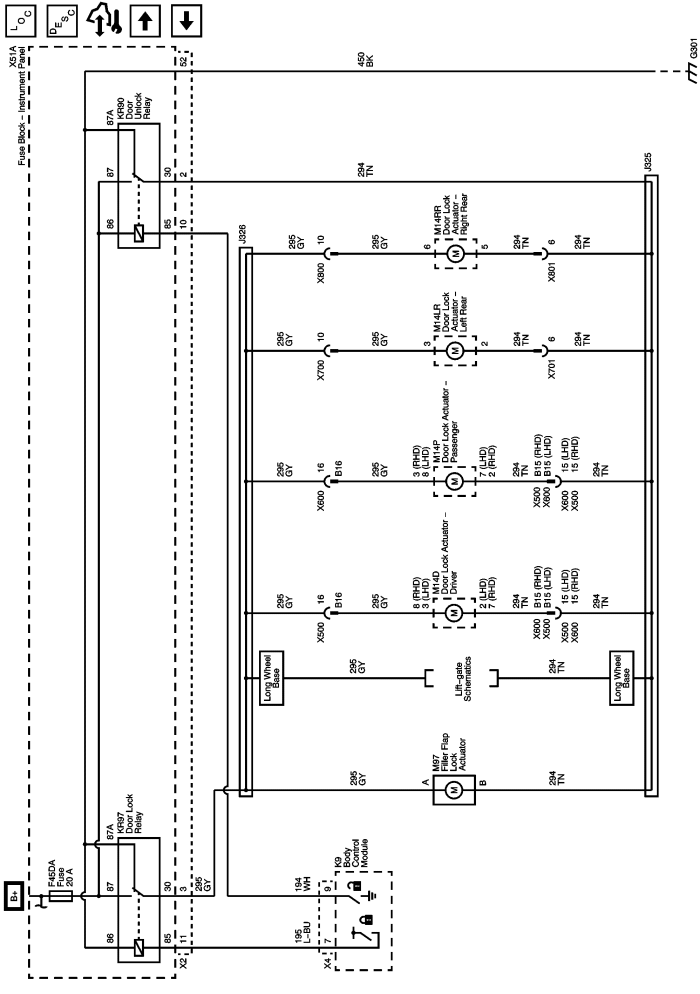 LOC
DESC
X51A
Fuse Block – Instrument Panel
B+
F45DA
Fuse
20 A
KR97
Door Lock
Relay
87A
87
86
30
85
X2
3
11
KR90
Door
Unlock
Relay
87A
87
86
30
85
2
10
52
450
BK
G301
294
TN
J326
J325
295
GY
195
L-BU
194
WH
X4
7
9
K9
Body
Control
Module
295
GY
A
M97
Filler Flap
Lock
Actuator
M
B
294
TN
Long Wheel
Base
295
GY
Lift-gate
Schematics
294
TN
Long Wheel
Base
295
GY
X500
16
B16
295
GY
8 (RHD)
3 (LHD)
M14D
Door Lock Actuator –
Driver
M
2 (LHD)
7 (RHD)
294
TN
X600
X500
B15 (RHD)
B15 (LHD)
X500
X600
15 (LHD)
15 (RHD)
294
TN
295
GY
X600
16
B16
295
GY
3 (RHD)
8 (LHD)
M14P
Door Lock Actuator –
Passenger
M
7 (LHD)
2 (RHD)
294
TN
X500
X600
B15 (RHD)
B15 (LHD)
X600
X500
15 (LHD)
15 (RHD)
294
TN
295
GY
X700
10
295
GY
3
M14LR
Door Lock
Actuator –
Left Rear
M
2
294
TN
X701
6
294
TN
295
GY
X800
10
295
GY
6
M14RR
Door Lock
Actuator –
Right Rear
M
5
294
TN
X801
6
294
TN